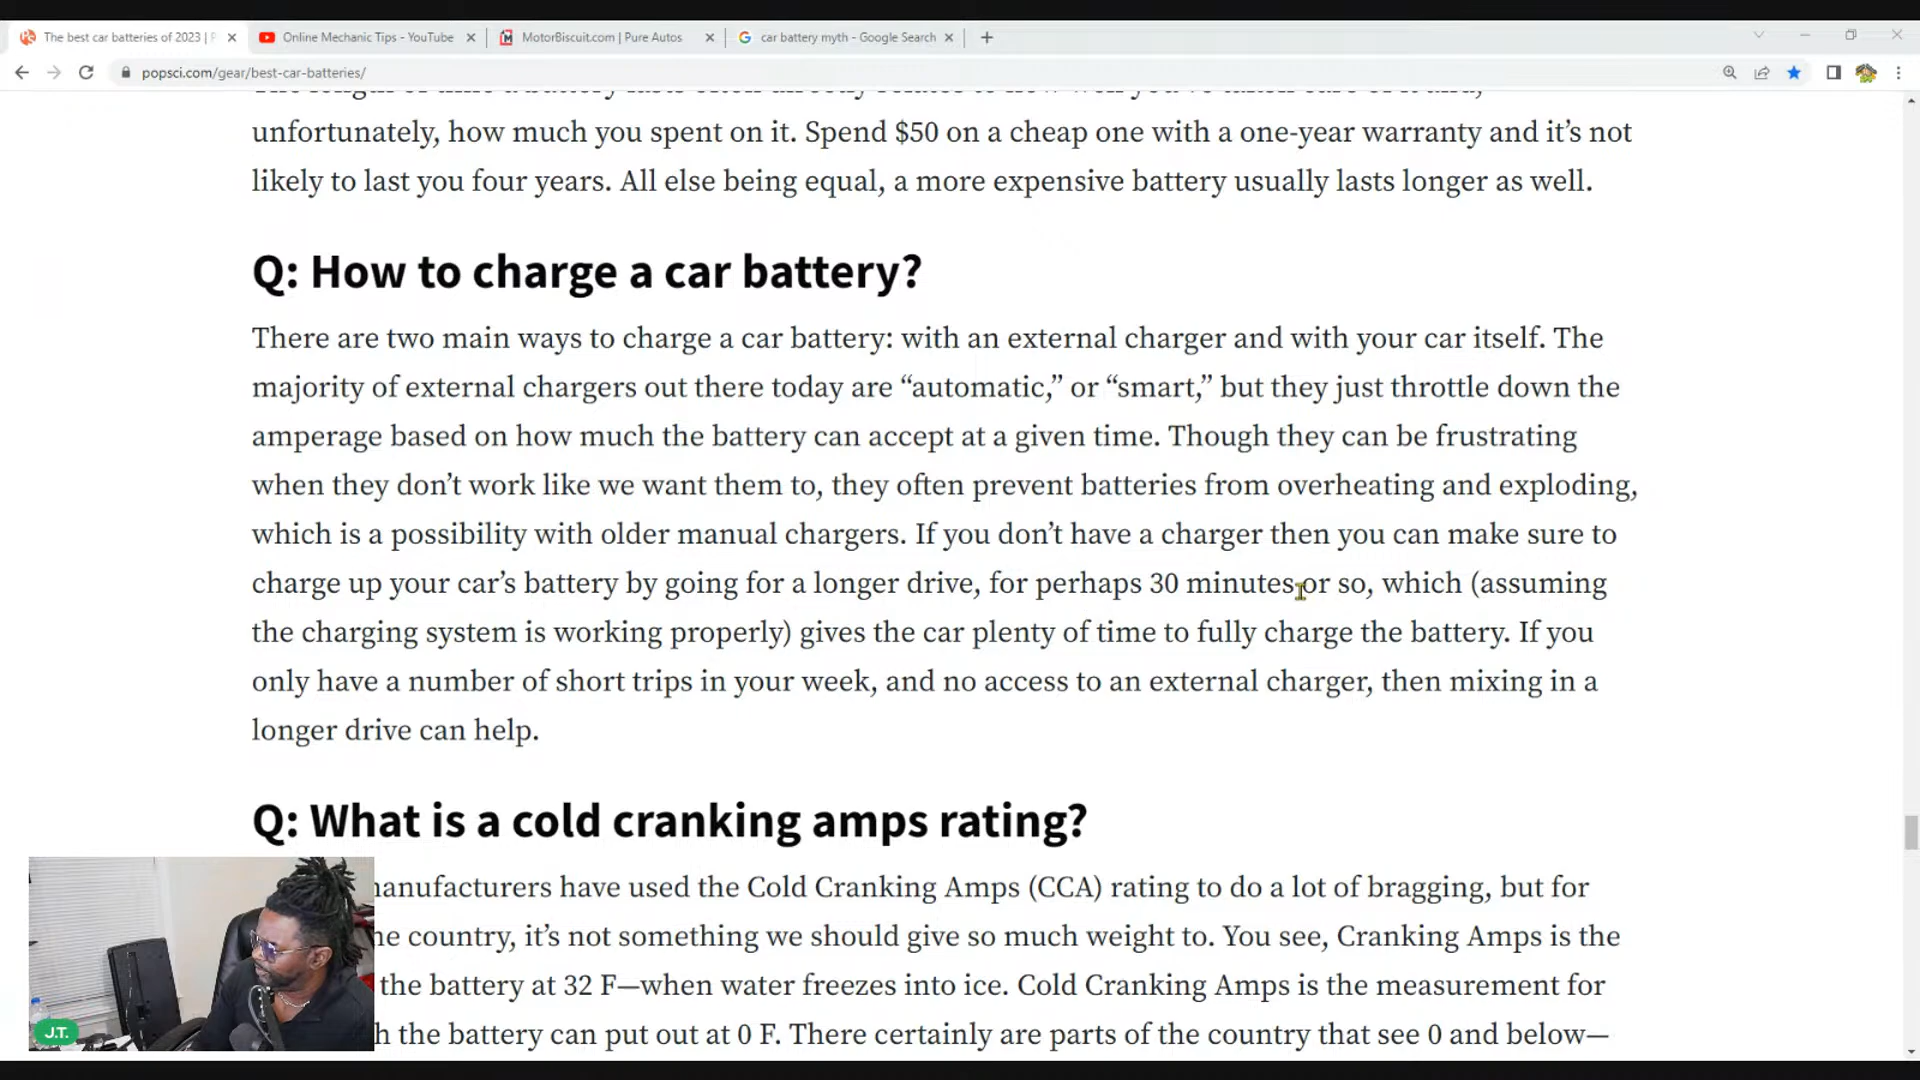 The best car batteries of 2023 | P
Online Mechanic Tips - YouTube
MotorBiscuit.com | Pure Autos
car battery myth - Google Search
popsci.com/gear/best-car-batteries/
unfortunately, how much you spent on it. Spend $50 on a cheap one with a one-year warranty and it’s not
likely to last you four years. All else being equal, a more expensive battery usually lasts longer as well.
Q: How to charge a car battery?
There are two main ways to charge a car battery: with an external charger and with your car itself. The
majority of external chargers out there today are “automatic,” or “smart,” but they just throttle down the
amperage based on how much the battery can accept at a given time. Though they can be frustrating
when they don’t work like we want them to, they often prevent batteries from overheating and exploding,
which is a possibility with older manual chargers. If you don’t have a charger then you can make sure to
charge up your car’s battery by going for a longer drive, for perhaps 30 minutes or so, which (assuming
the charging system is working properly) gives the car plenty of time to fully charge the battery. If you
only have a number of short trips in your week, and no access to an external charger, then mixing in a
longer drive can help.
Q: What is a cold cranking amps rating?
anufacturers have used the Cold Cranking Amps (CCA) rating to do a lot of bragging, but for
he country, it’s not something we should give so much weight to. You see, Cranking Amps is the
the battery at 32 F—when water freezes into ice. Cold Cranking Amps is the measurement for
h the battery can put out at 0 F. There certainly are parts of the country that see 0 and below—
J.T.